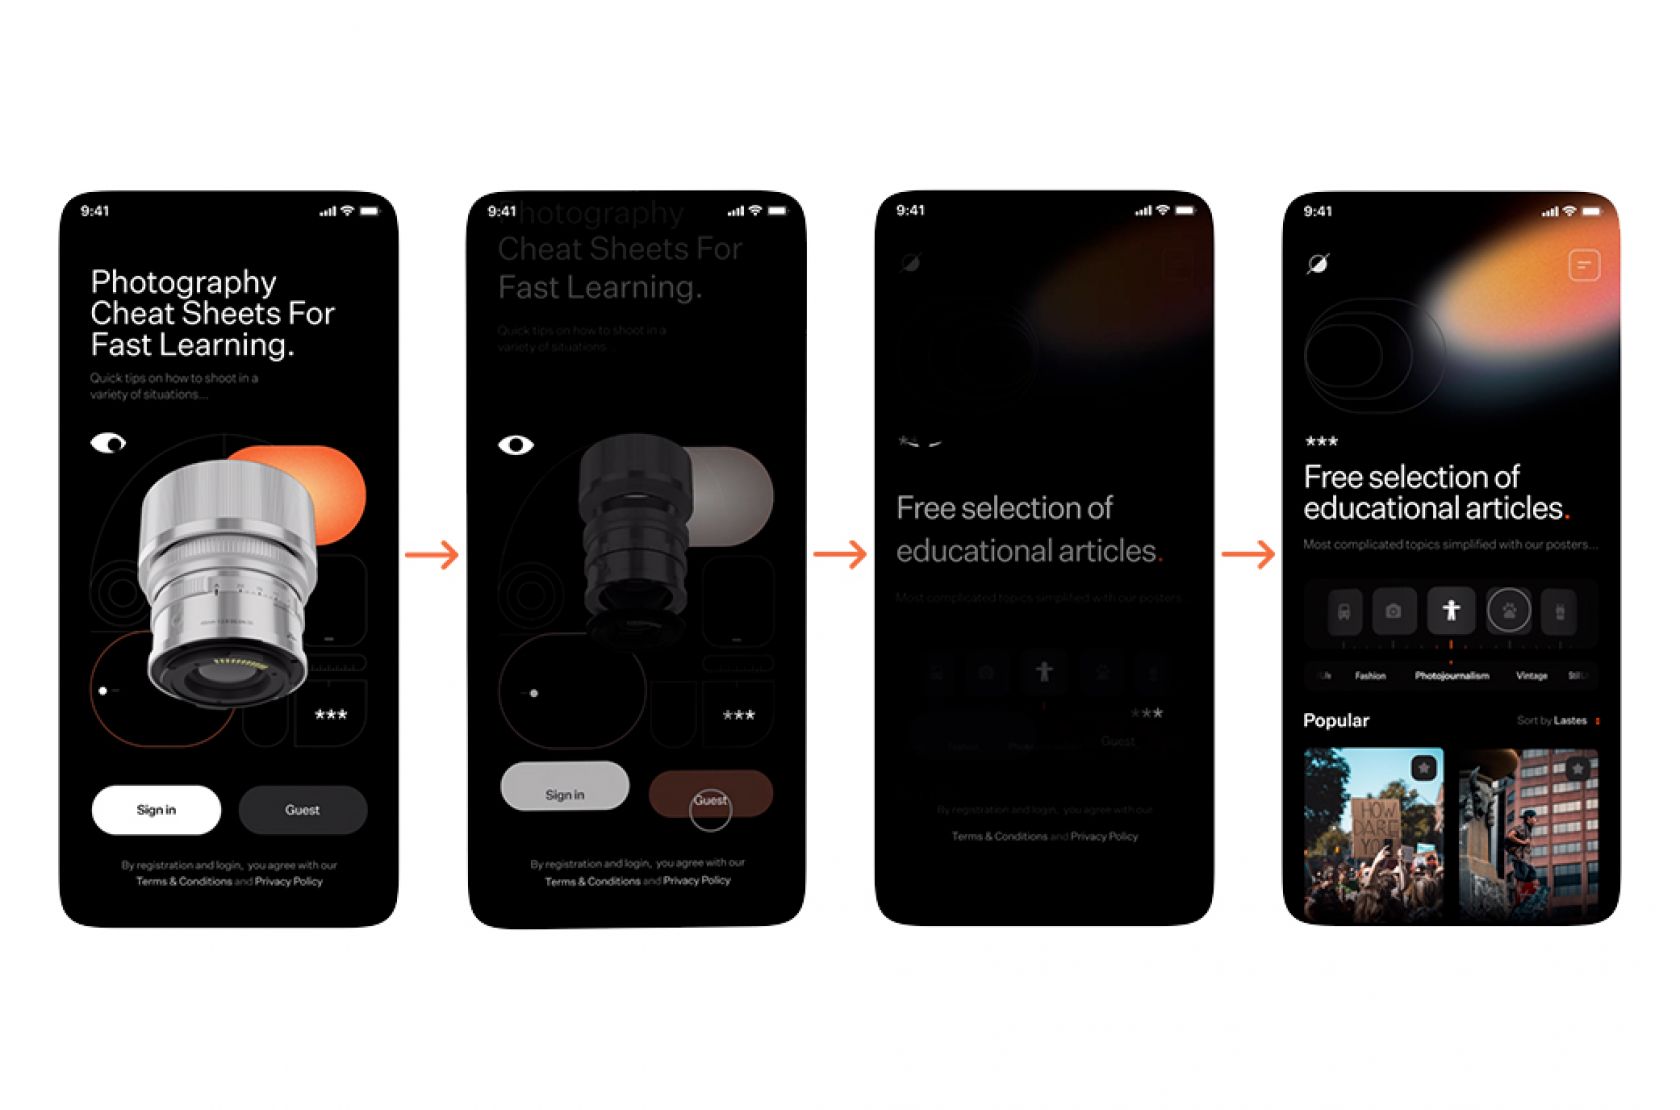 9:41
Photography
Cheat Sheets For
Fast Learning.
Quick tips on how to shoot in a
variety of situations...
***
Sign in
Guest
By registration and login, you agree with our
Terms & Conditions and Privacy Policy
9:41
Photography
Cheat Sheets For
Fast Learning.
Quick tips on how to shoot in a
variety of situations...
***
Sign in
Guest
By registration and login, you agree with our
Terms & Conditions and Privacy Policy
9:41
Free selection of
educational articles.
Most complicated topics simplified with our posters...
***
Guest
Fashion
By registration and login, you agree with our
Terms & Conditions and Privacy Policy
9:41
***
Free selection of
educational articles.
Most complicated topics simplified with our posters...
Fashion
Photojournalism
Vintage
Popular
Sort by Lastes
HOW
DARE
YOU